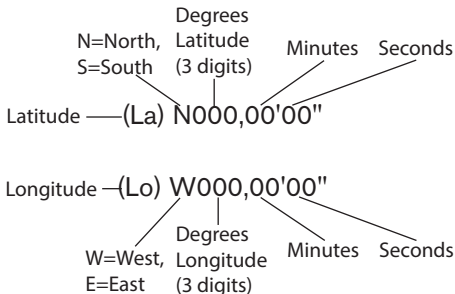 Degrees
N=North, Latitude Minutes Seconds
S=South (3 digits)
Latitude (La) N000,00'00"
Longitude (Lo) W000,00'00"
Degrees
W=West, Longitude Minutes Seconds
E=East (3 digits)